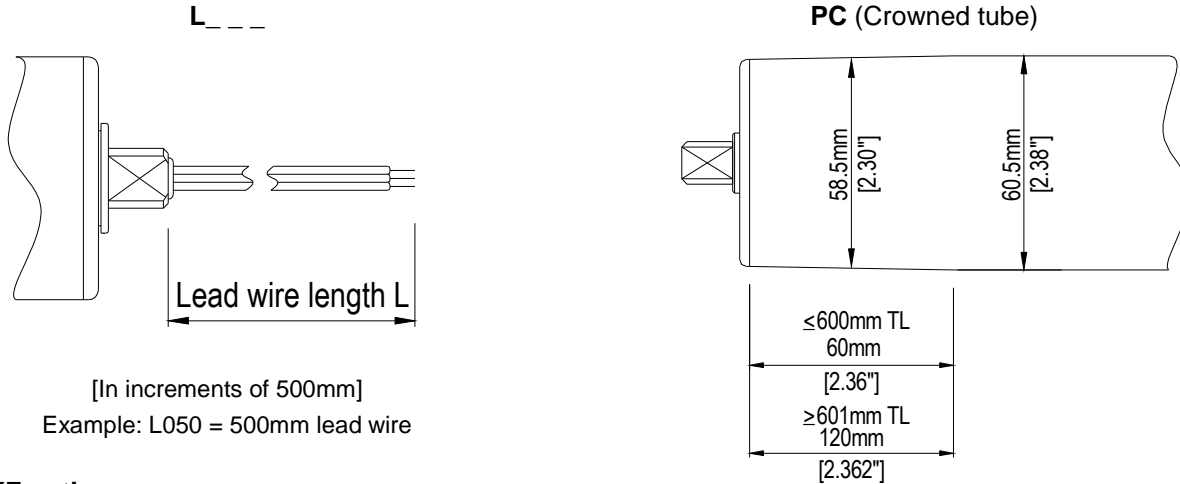 L_ _ _
Lead wire length L
[In increments of 500mm]
Example: L050 = 500mm lead wire
PC (Crowned tube)
58.5mm
[2.30"]
60.5mm
[2.38"]
≤600mm TL
60mm
[2.36"]
≥601mm TL
120mm
[2.362"]